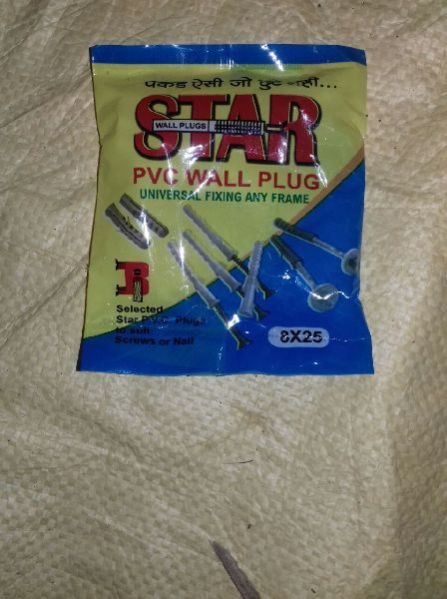 पकड़ ऐसी जो छुटे नहीं...
STAR
WALL PLUGS
PVC WALL PLUG
UNIVERSAL FIXING ANY FRAME
Selected
Star P.V.C. Plugs
to suit
Screws or Nail
8X25